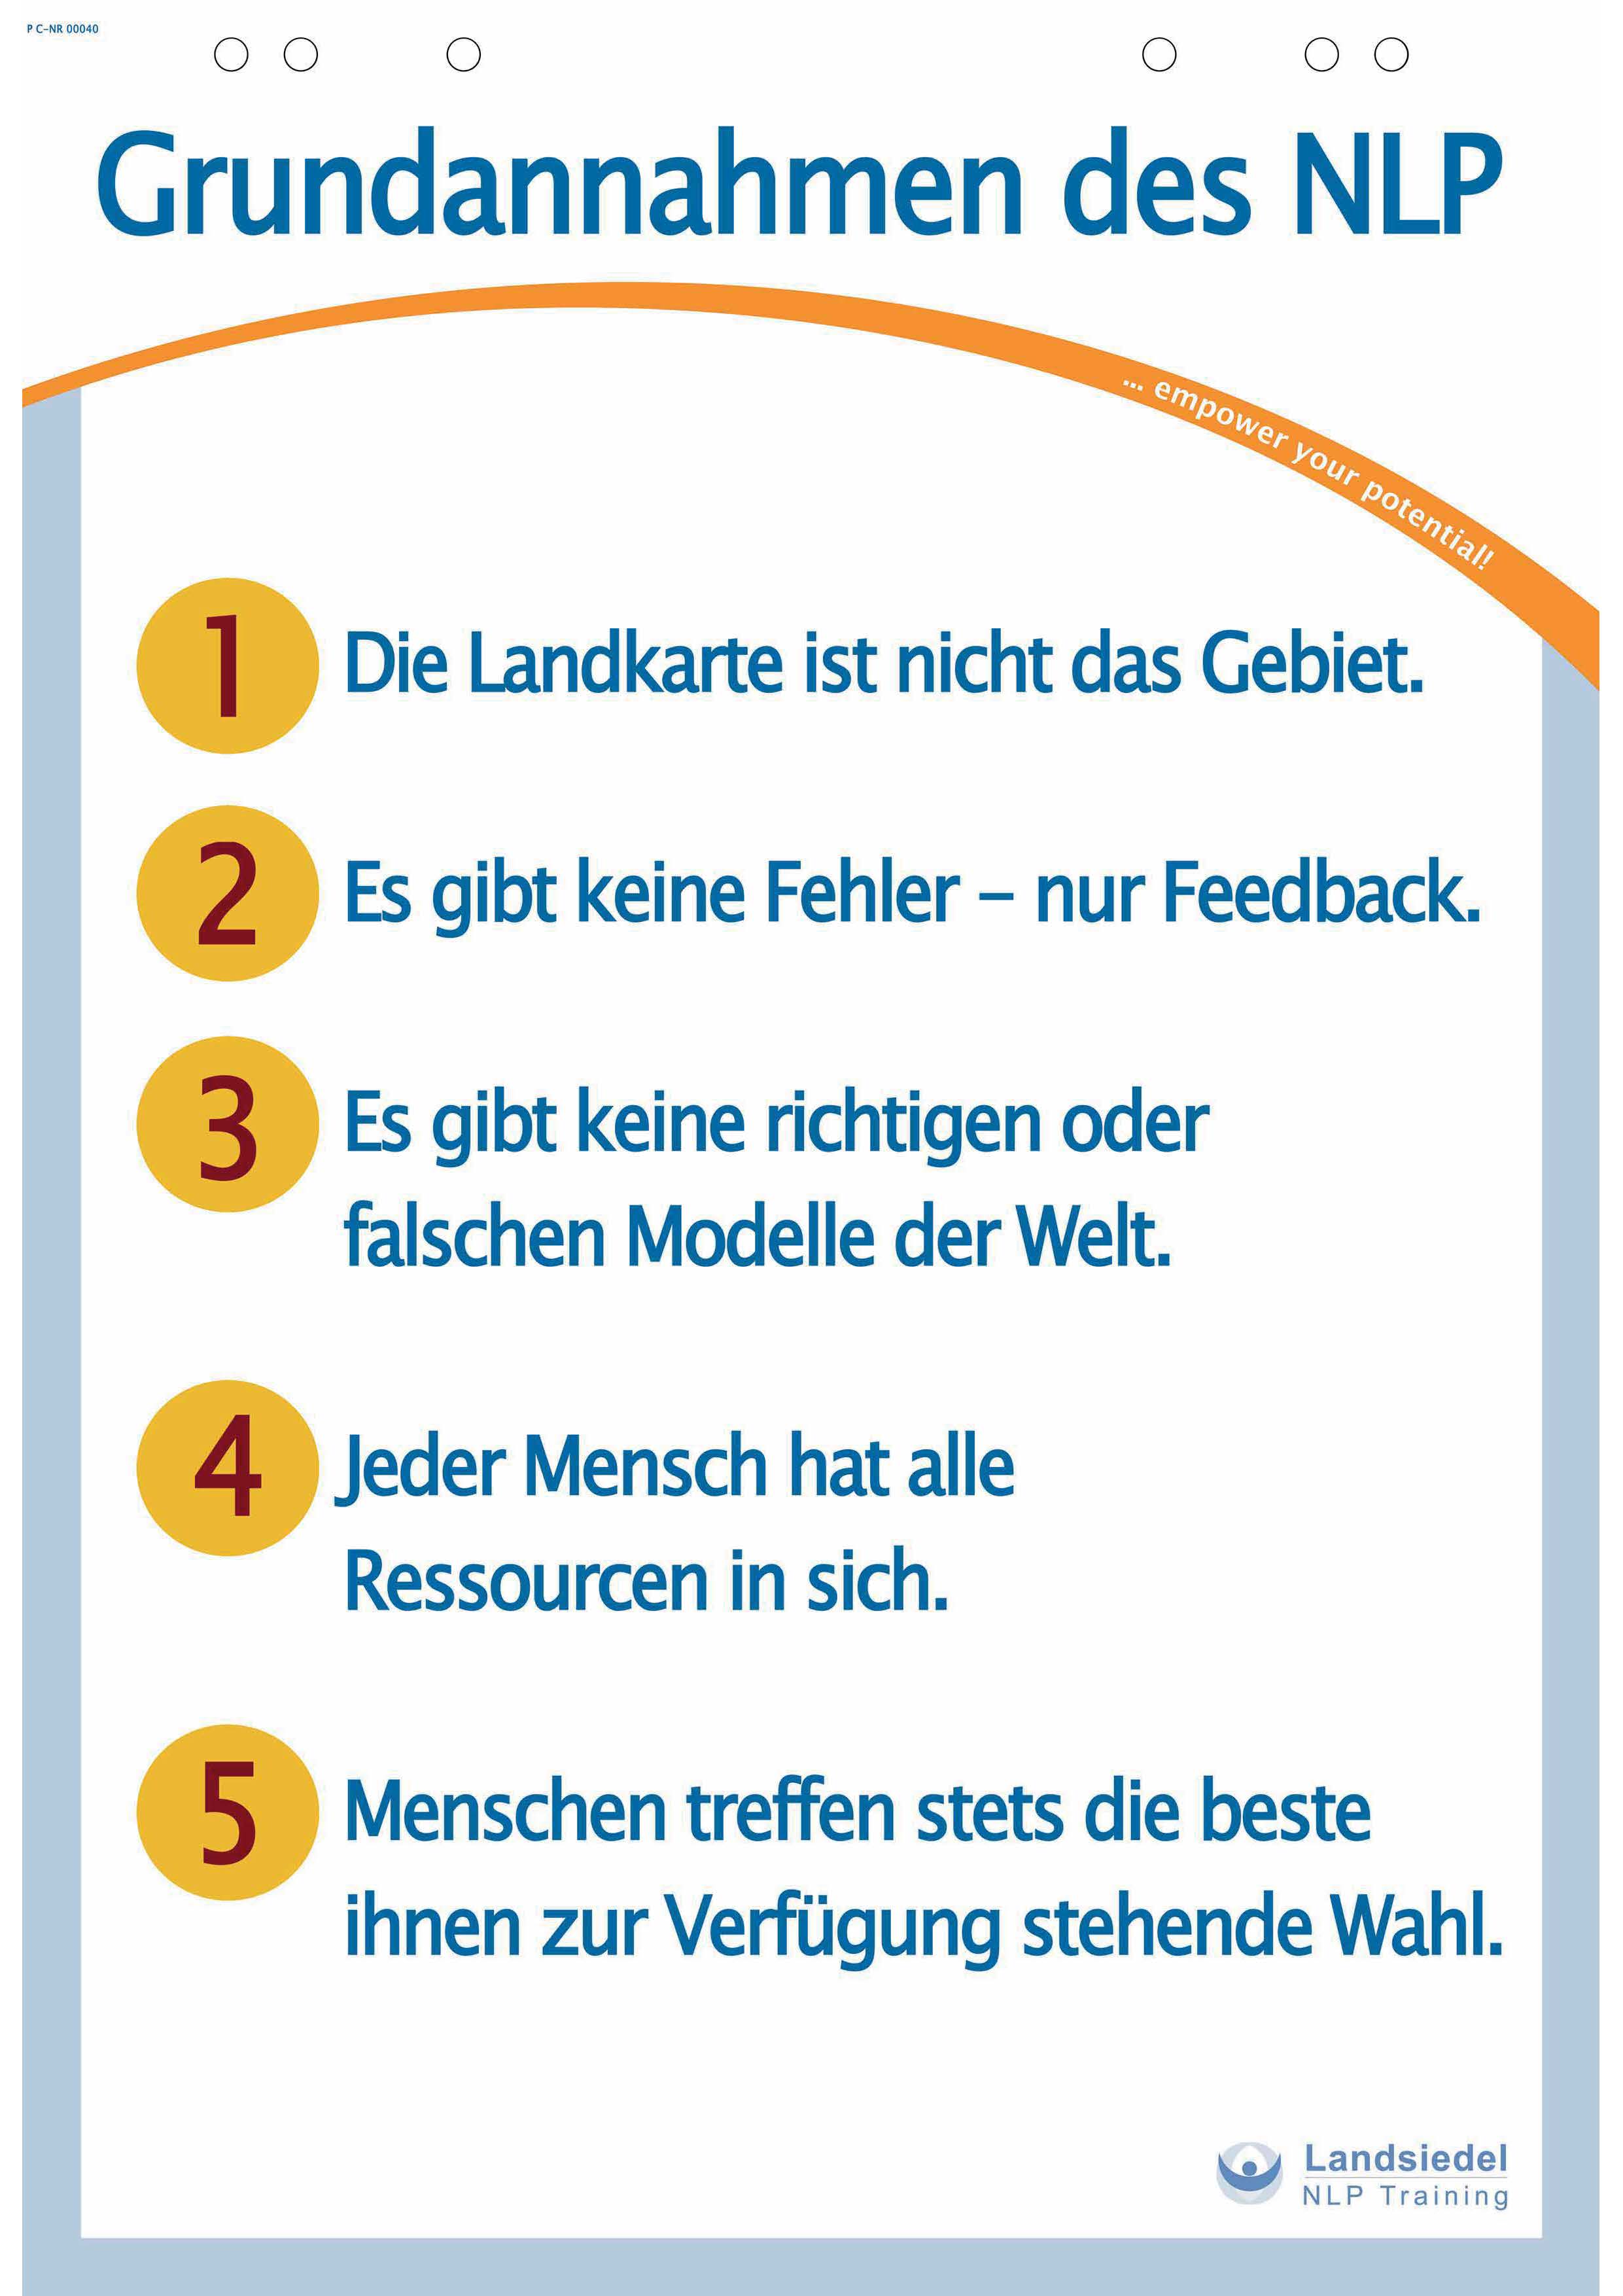 P C-NR 00040
Grundannahmen des NLP
... empower your potential!
1 Die Landkarte ist nicht das Gebiet.
2 Es gibt keine Fehler – nur Feedback.
3 Es gibt keine richtigen oder
falschen Modelle der Welt.
4 Jeder Mensch hat alle
Ressourcen in sich.
5 Menschen treffen stets die beste
ihnen zur Verfügung stehende Wahl.
Landsiedel
NLP Training